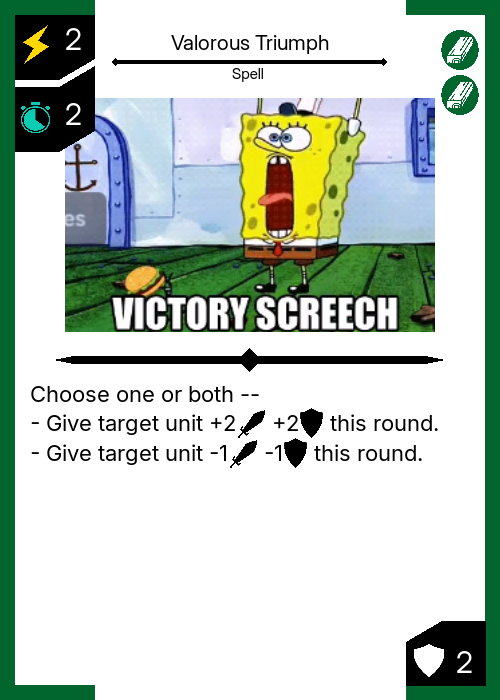 2
Valorous Triumph
Spell
2
es
VICTORY SCREECH
Choose one or both --
- Give target unit +2 +2 this round.
- Give target unit -1 -1 this round.
2